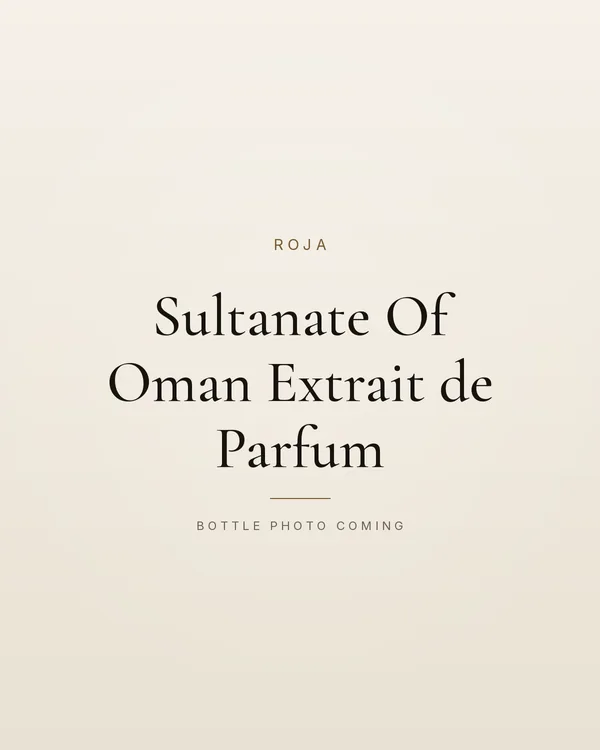 ROJA
Sultanate Of
Oman Extrait de
Parfum
BOTTLE PHOTO COMING